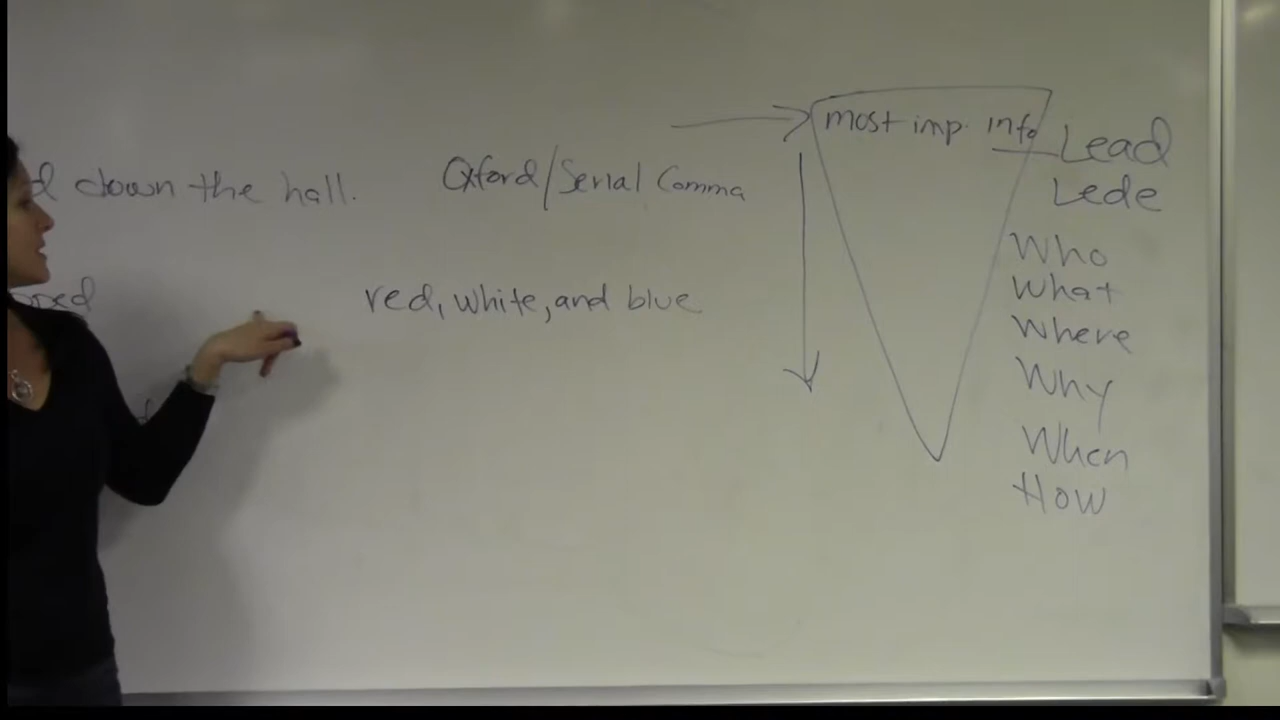 down the hall.
Oxford/Serial Comma
red, white, and blue
most imp. info
Lead
Lede
Who
What
Where
Why
When
How